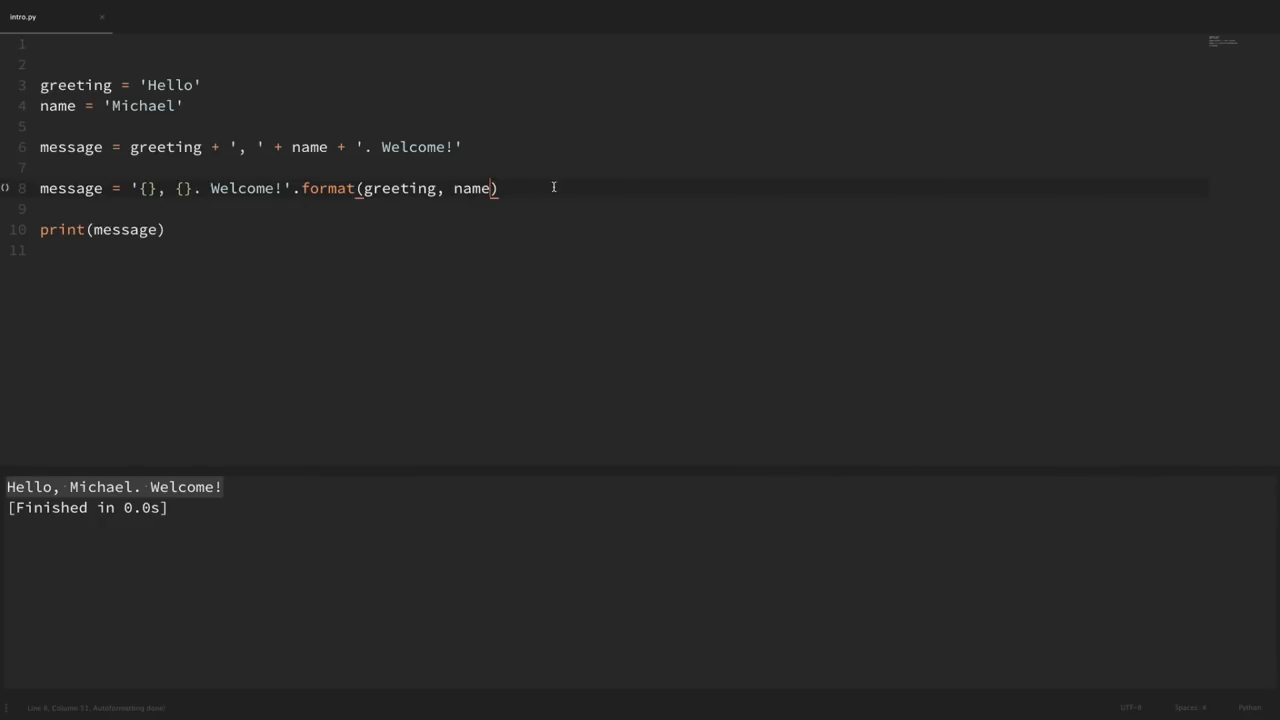 intro.py ×
1
2
3 greeting = 'Hello'
4 name = 'Michael'
5
6 message = greeting + ', ' + name + '. Welcome!'
7
8 message = '{}, {}. Welcome!'.format(greeting, name)
9
10 print(message)
11
Hello, Michael. Welcome!
[Finished in 0.0s]
Line 8, Column 51, Autoformatting done! UTF-8 Spaces: 4 Python